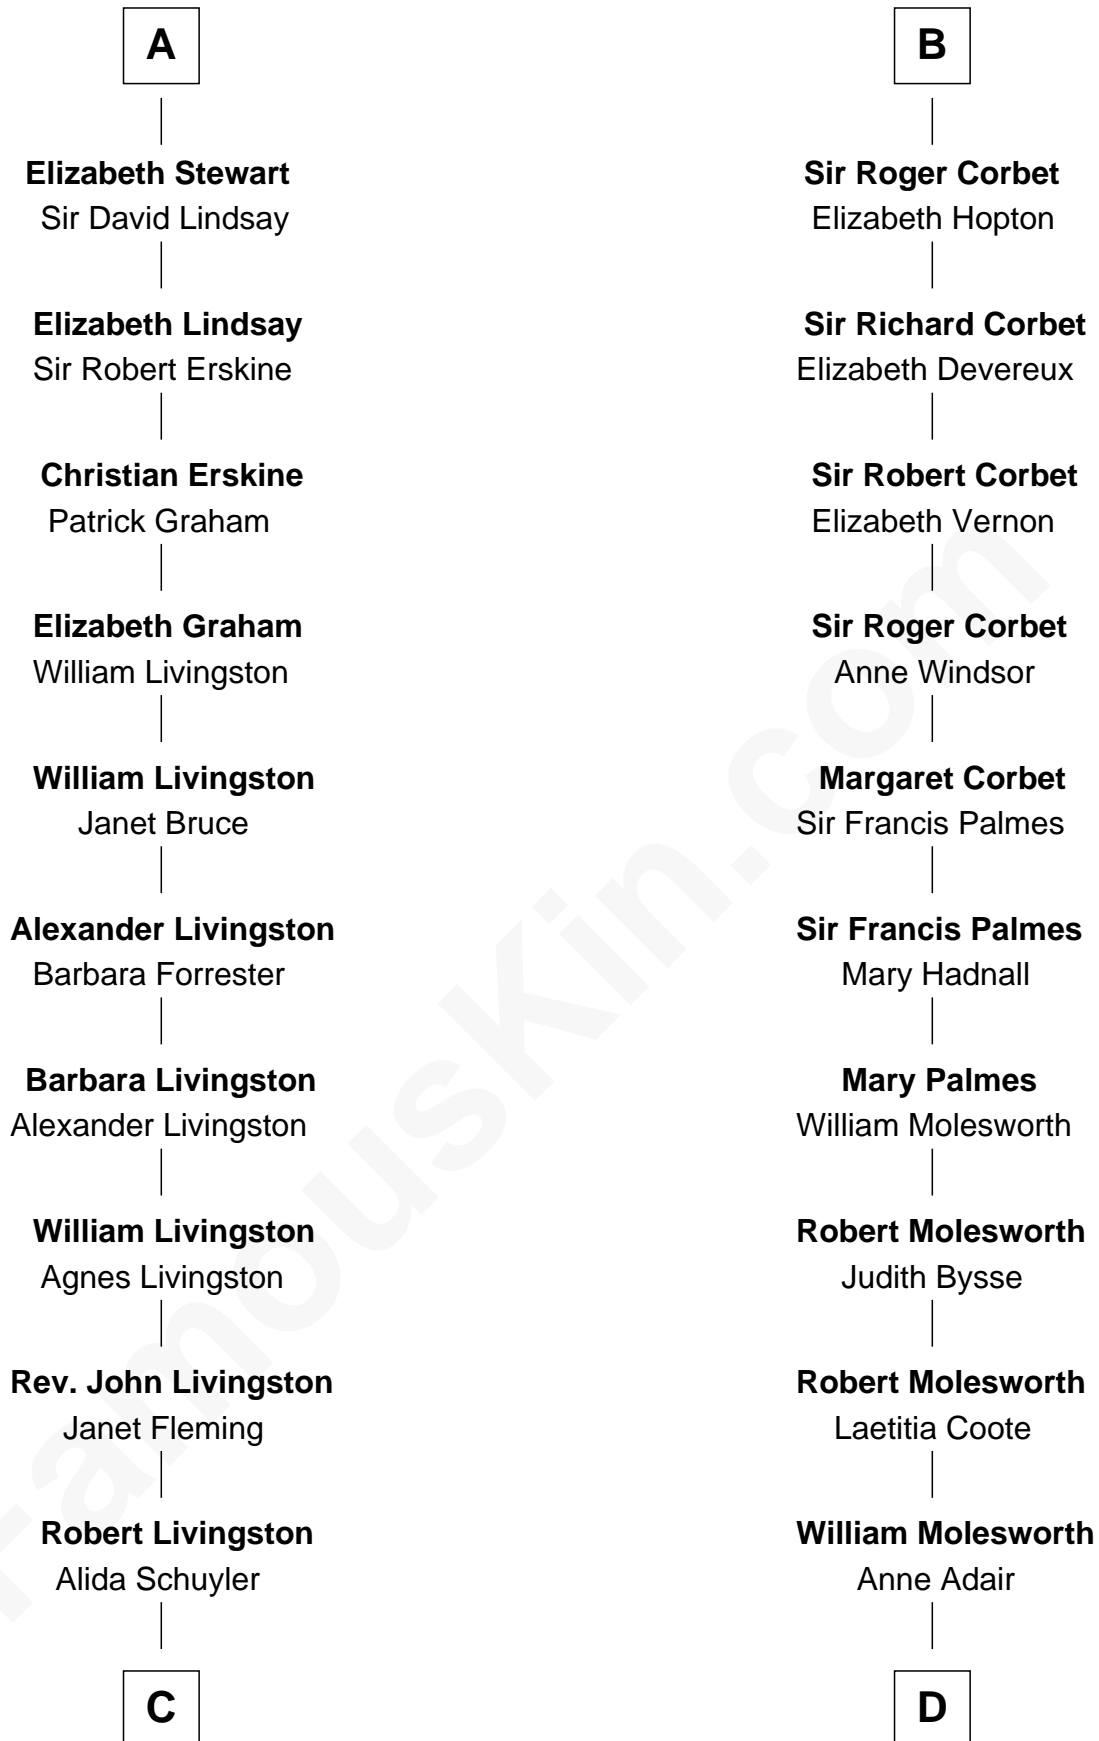 A
Elizabeth Stewart
Sir David Lindsay
Elizabeth Lindsay
Sir Robert Erskine
Christian Erskine
Patrick Graham
Elizabeth Graham
William Livingston
William Livingston
Janet Bruce
Alexander Livingston
Barbara Forrester
Barbara Livingston
Alexander Livingston
William Livingston
Agnes Livingston
Rev. John Livingston
Janet Fleming
Robert Livingston
Alida Schuyler
C
B
Sir Roger Corbet
Elizabeth Hopton
Sir Richard Corbet
Elizabeth Devereux
Sir Robert Corbet
Elizabeth Vernon
Sir Roger Corbet
Anne Windsor
Margaret Corbet
Sir Francis Palmes
Sir Francis Palmes
Mary Hadnall
Mary Palmes
William Molesworth
Robert Molesworth
Judith Bysse
Robert Molesworth
Laetitia Coote
William Molesworth
Anne Adair
D
FamousKin.com